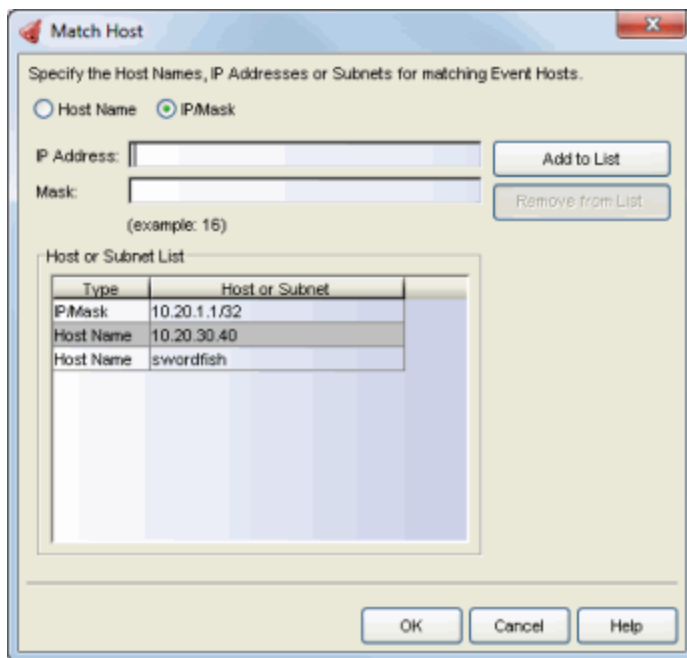 Match Host
Specify the Host Names, IP Addresses or Subnets for matching Event Hosts.
Host Name IP/Mask
IP Address: Add to List
Mask: Remove from List
(example: 16)
Host or Subnet List
Type Host or Subnet
IP/Mask 10.20.1.1/32
Host Name 10.20.30.40
Host Name swordfish
OK Cancel Help